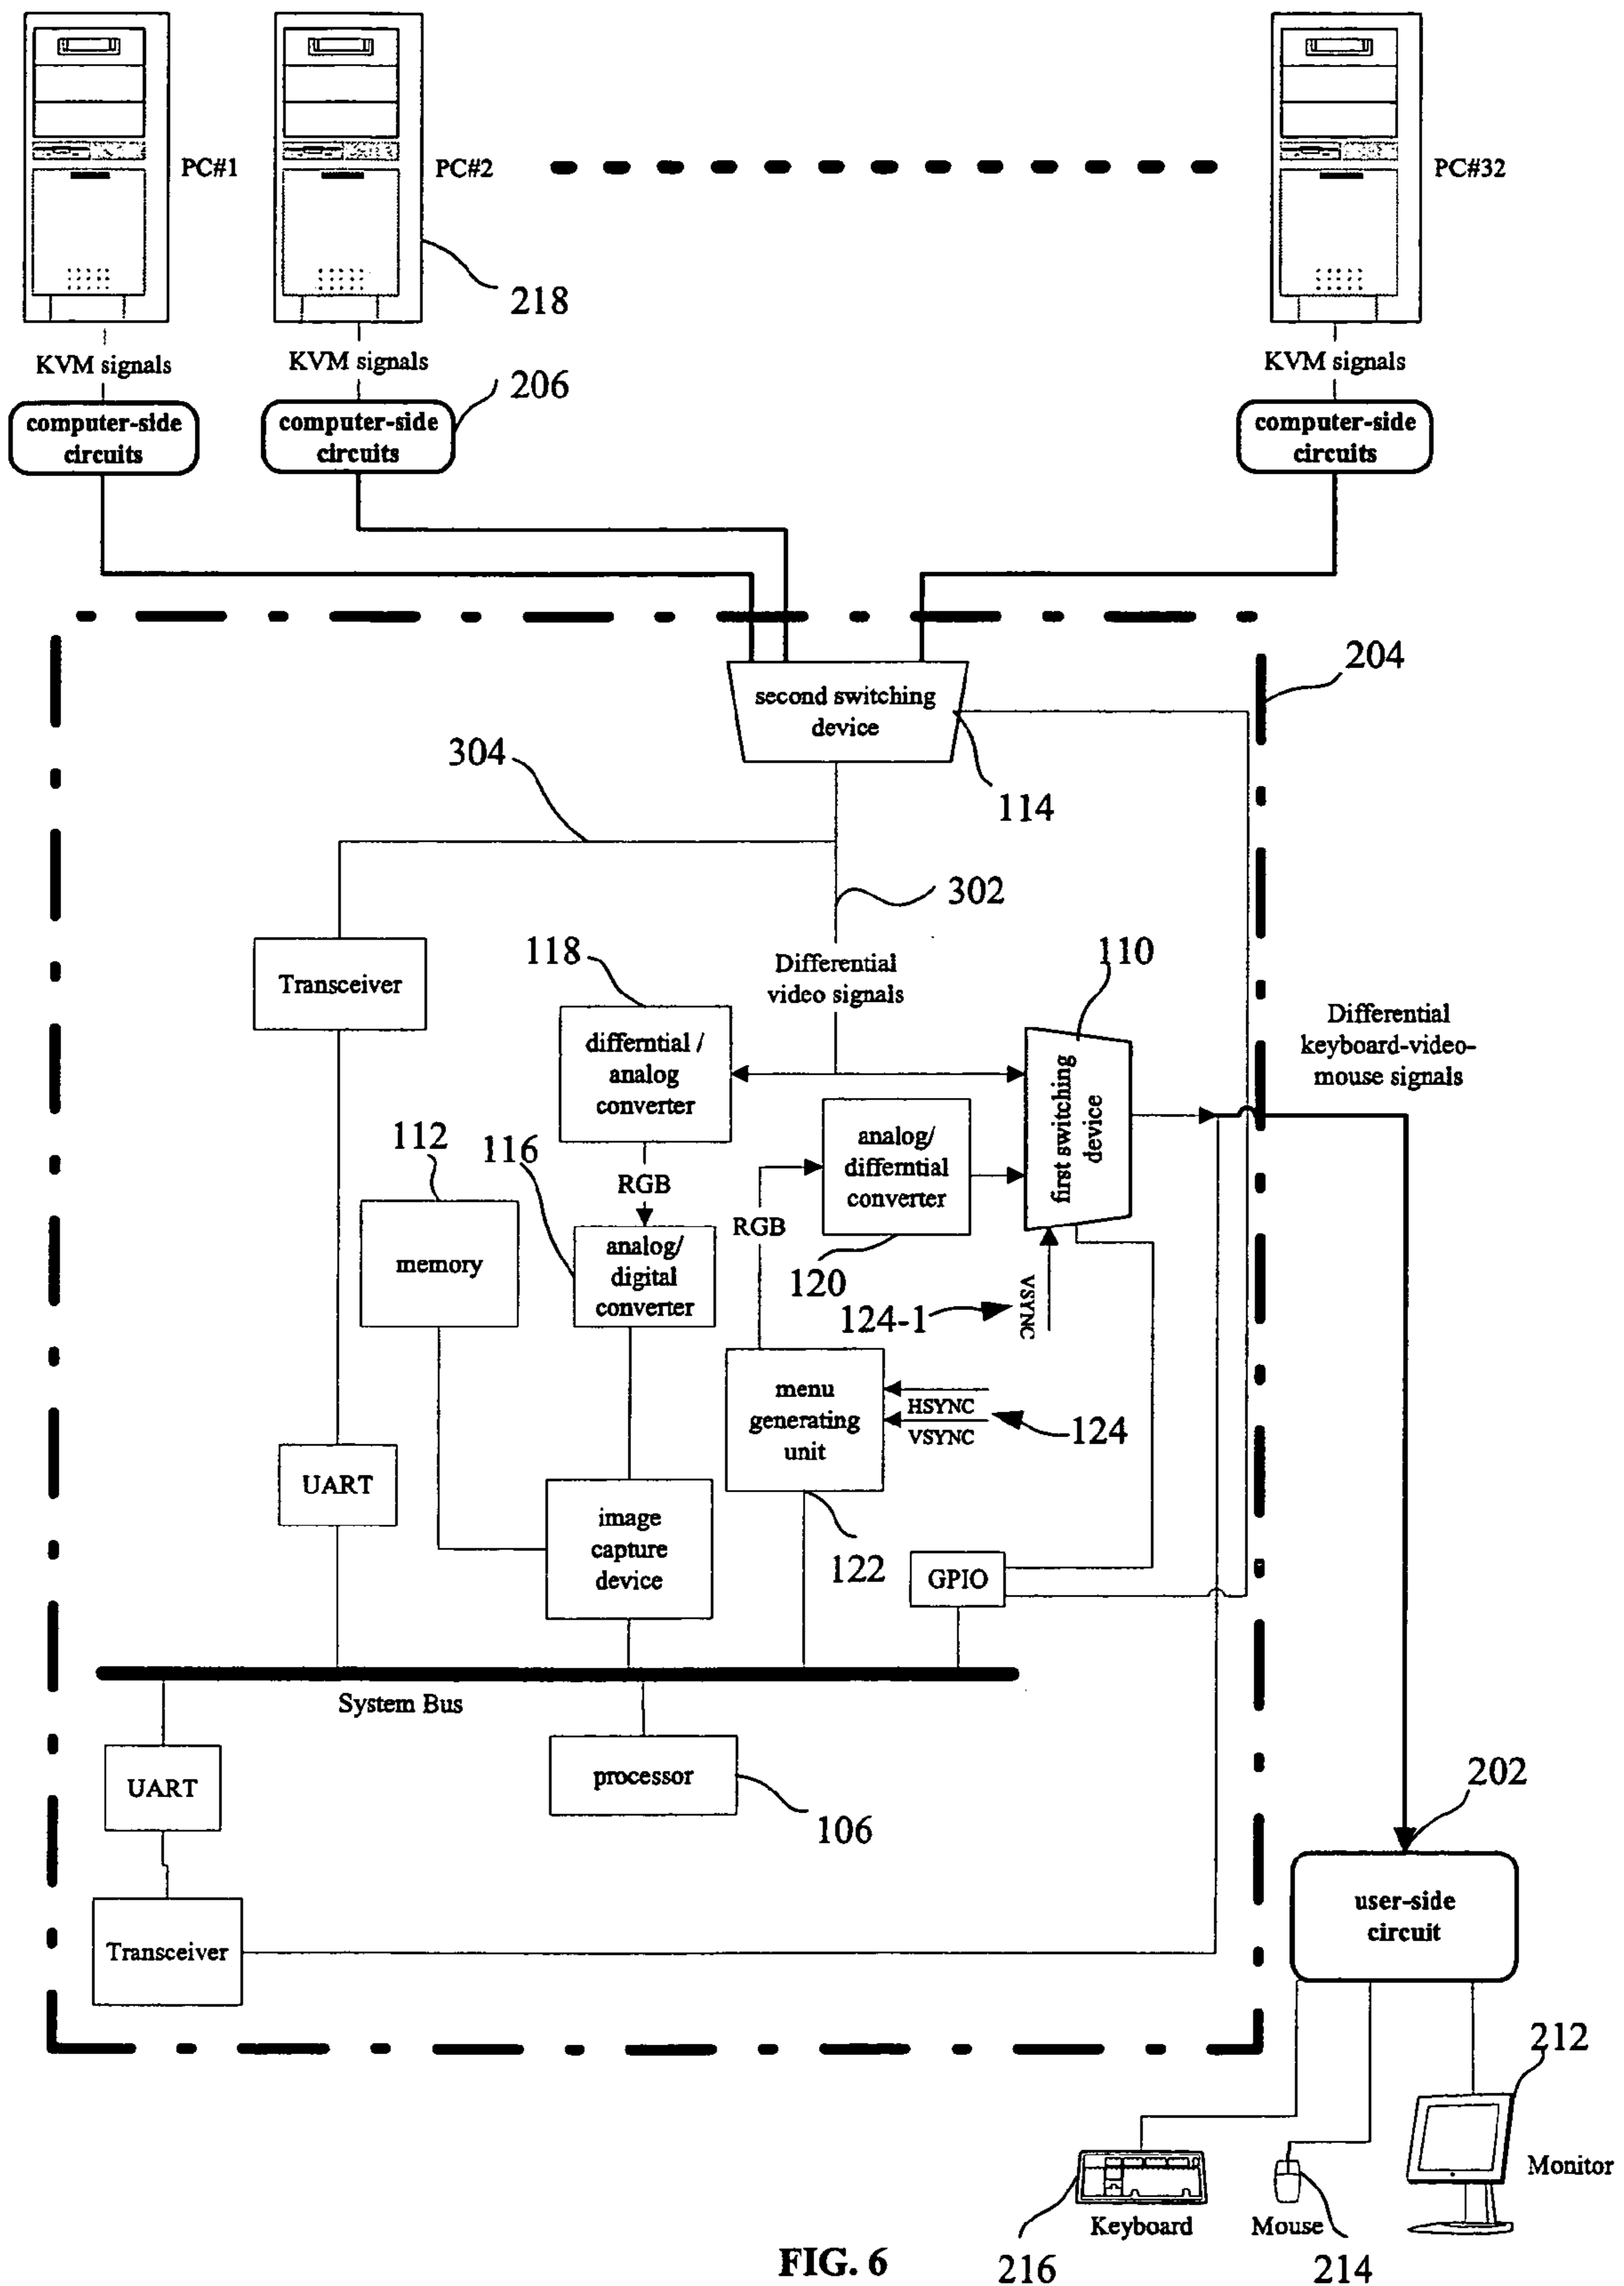 PC#1
PC#2
PC#32
218
KVM signals
KVM signals
KVM signals
206
computer-side
circuits
computer-side
circuits
computer-side
circuits
204
second switching
device
304
114
302
118
Differential
video signals
110
Transceiver
differntial /
analog
converter
Differential
keyboard-video-
mouse signals
first switching
device
112
116
RGB
analog/
differntial
converter
RGB
memory
analog/
digital
converter
120
124-1
VSYNC
menu
generating
unit
HSYNC
VSYNC
124
UART
image
capture
device
122
GPIO
System Bus
UART
processor
106
202
user-side
circuit
Transceiver
212
Monitor
Keyboard
Mouse
216
214
FIG. 6